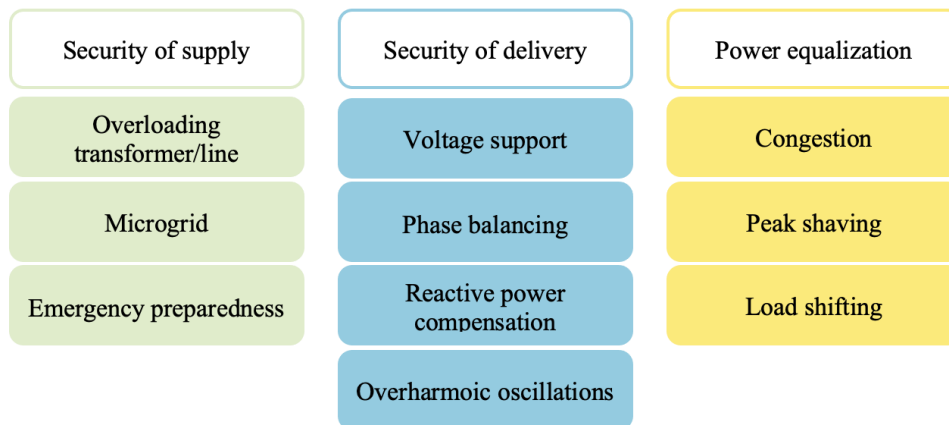 Security of supply
Overloading
transformer/line
Microgrid
Emergency preparedness
Security of delivery
Voltage support
Phase balancing
Reactive power
compensation
Overharmoic oscillations
Power equalization
Congestion
Peak shaving
Load shifting